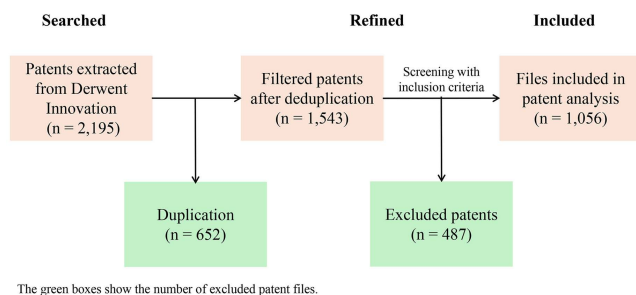 Searched
Refined
Included
Patents extracted
from Derwent
Innovation
(n = 2,195)
Filtered patents
after deduplication
(n = 1,543)
Screening with
inclusion criteria
Files included in
patent analysis
(n = 1,056)
Duplication
(n = 652)
Excluded patents
(n = 487)
The green boxes show the number of excluded patent files.